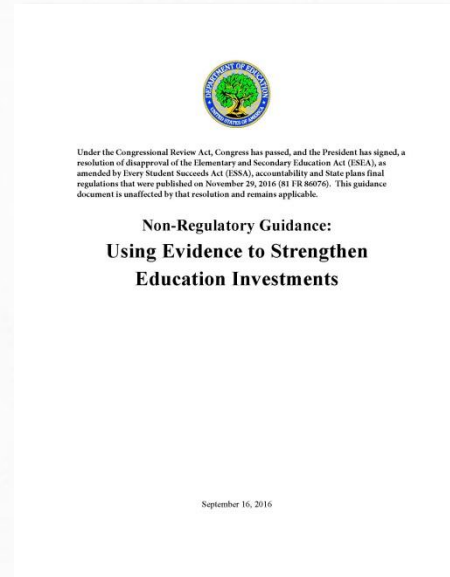 DEPARTMENT OF EDUCATION
UNITED STATES OF AMERICA
Under the Congressional Review Act, Congress has passed, and the President has signed, a
resolution of disapproval of the Elementary and Secondary Education Act (ESEA), as
amended by Every Student Succeeds Act (ESSA), accountability and State plans final
regulations that were published on November 29, 2016 (81 FR 86076). This guidance
document is unaffected by that resolution and remains applicable.
Non-Regulatory Guidance:
Using Evidence to Strengthen
Education Investments
September 16, 2016